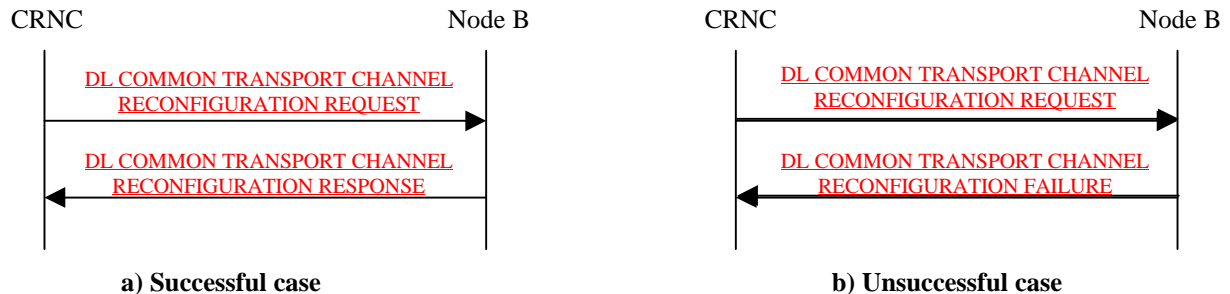 CRNC
Node B
DL COMMON TRANSPORT CHANNEL
RECONFIGURATION REQUEST
DL COMMON TRANSPORT CHANNEL
RECONFIGURATION RESPONSE
a) Successful case
CRNC
Node B
DL COMMON TRANSPORT CHANNEL
RECONFIGURATION REQUEST
DL COMMON TRANSPORT CHANNEL
RECONFIGURATION FAILURE
b) Unsuccessful case